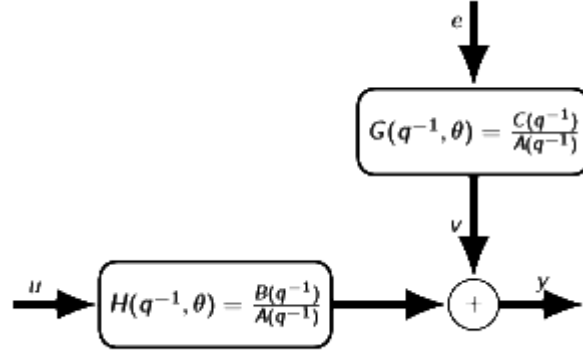 e
G(q⁻¹, θ) = C(q⁻¹)/A(q⁻¹)
v
u
H(q⁻¹, θ) = B(q⁻¹)/A(q⁻¹)
+
y